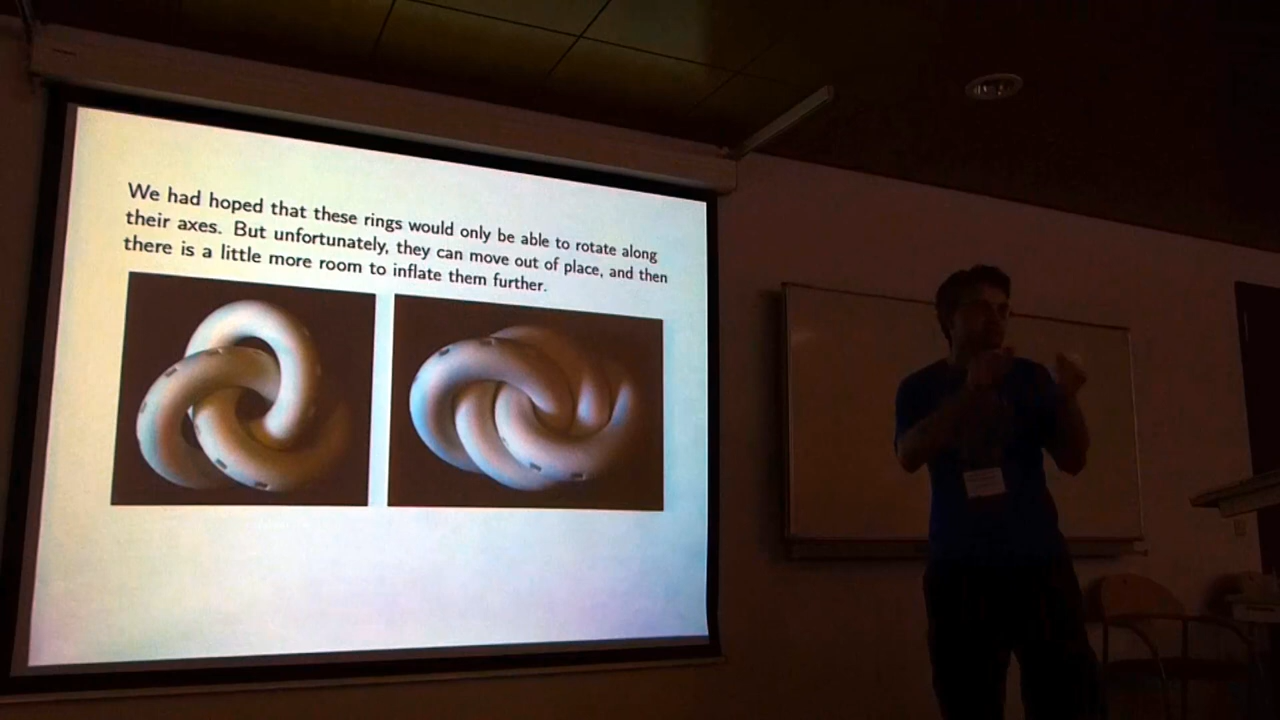 We had hoped that these rings would only be able to rotate along
their axes. But unfortunately, they can move out of place, and then
there is a little more room to inflate them further.